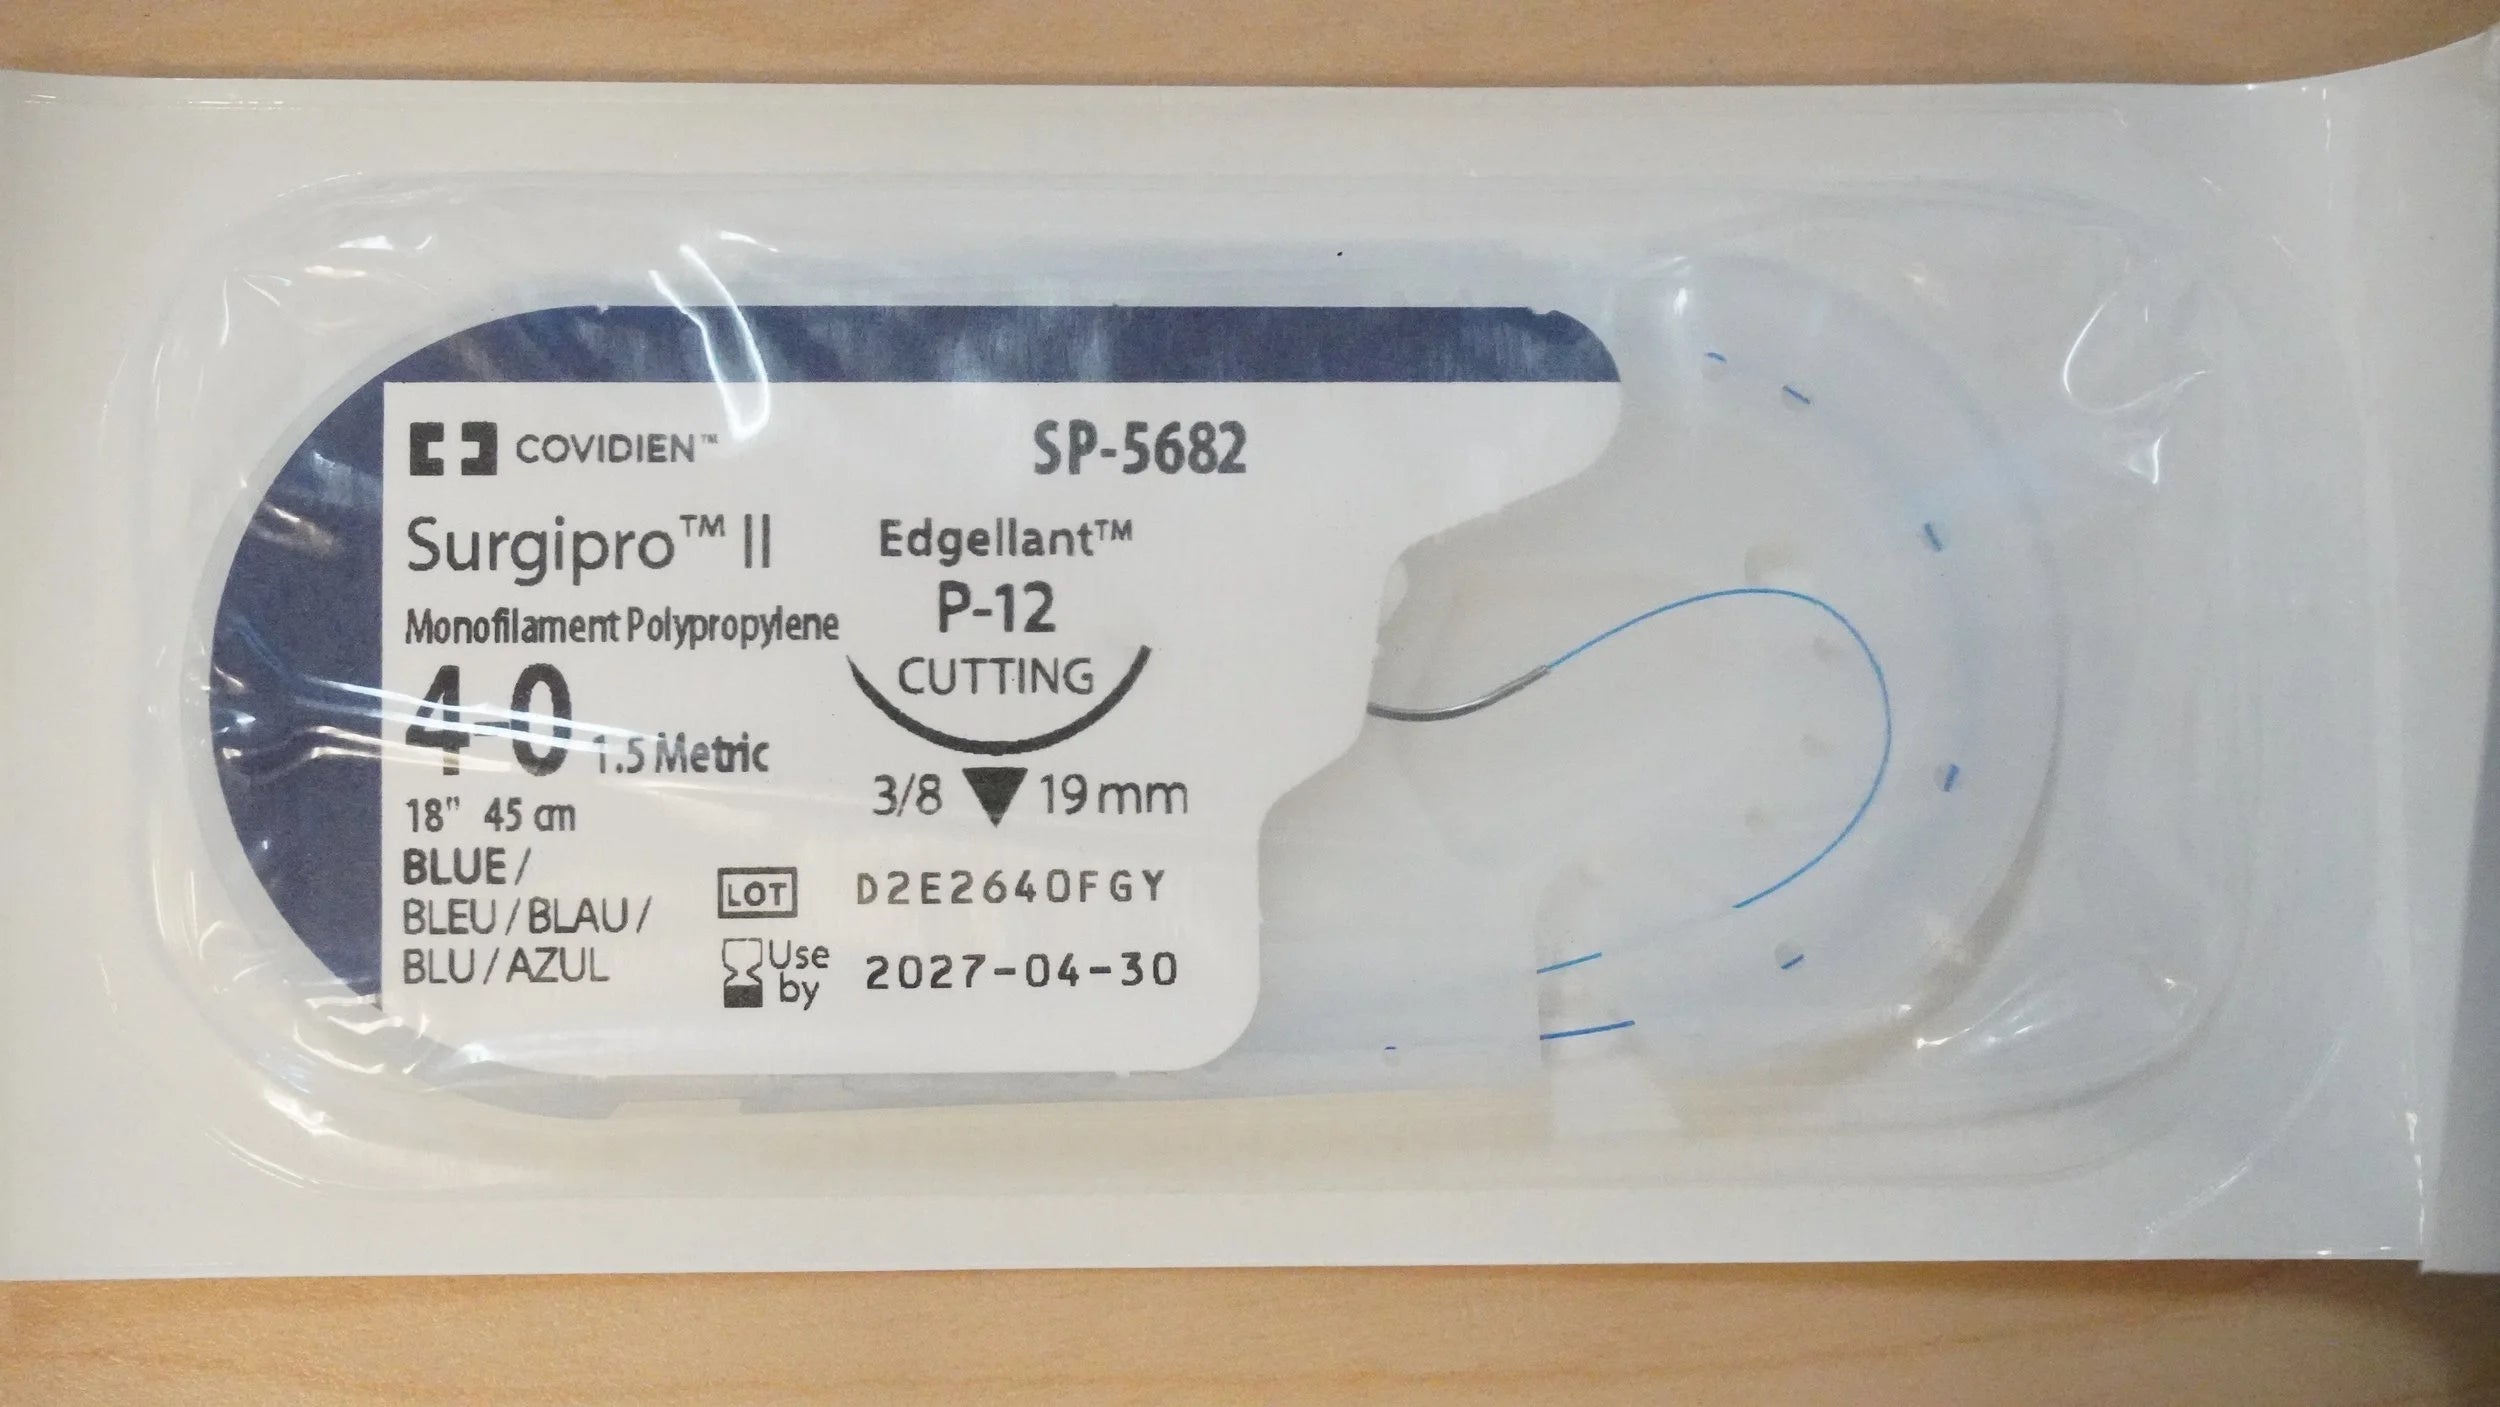 COVIDIEN™
SP-5682
Surgipro™ II
Monofilament Polypropylene
4-0 1.5 Metric
18" 45 cm
BLUE /
BLEU / BLAU /
BLU / AZUL
Edgellant™
P-12
CUTTING
3/8 19 mm
LOT D2E2640FGY
Use by 2027-04-30